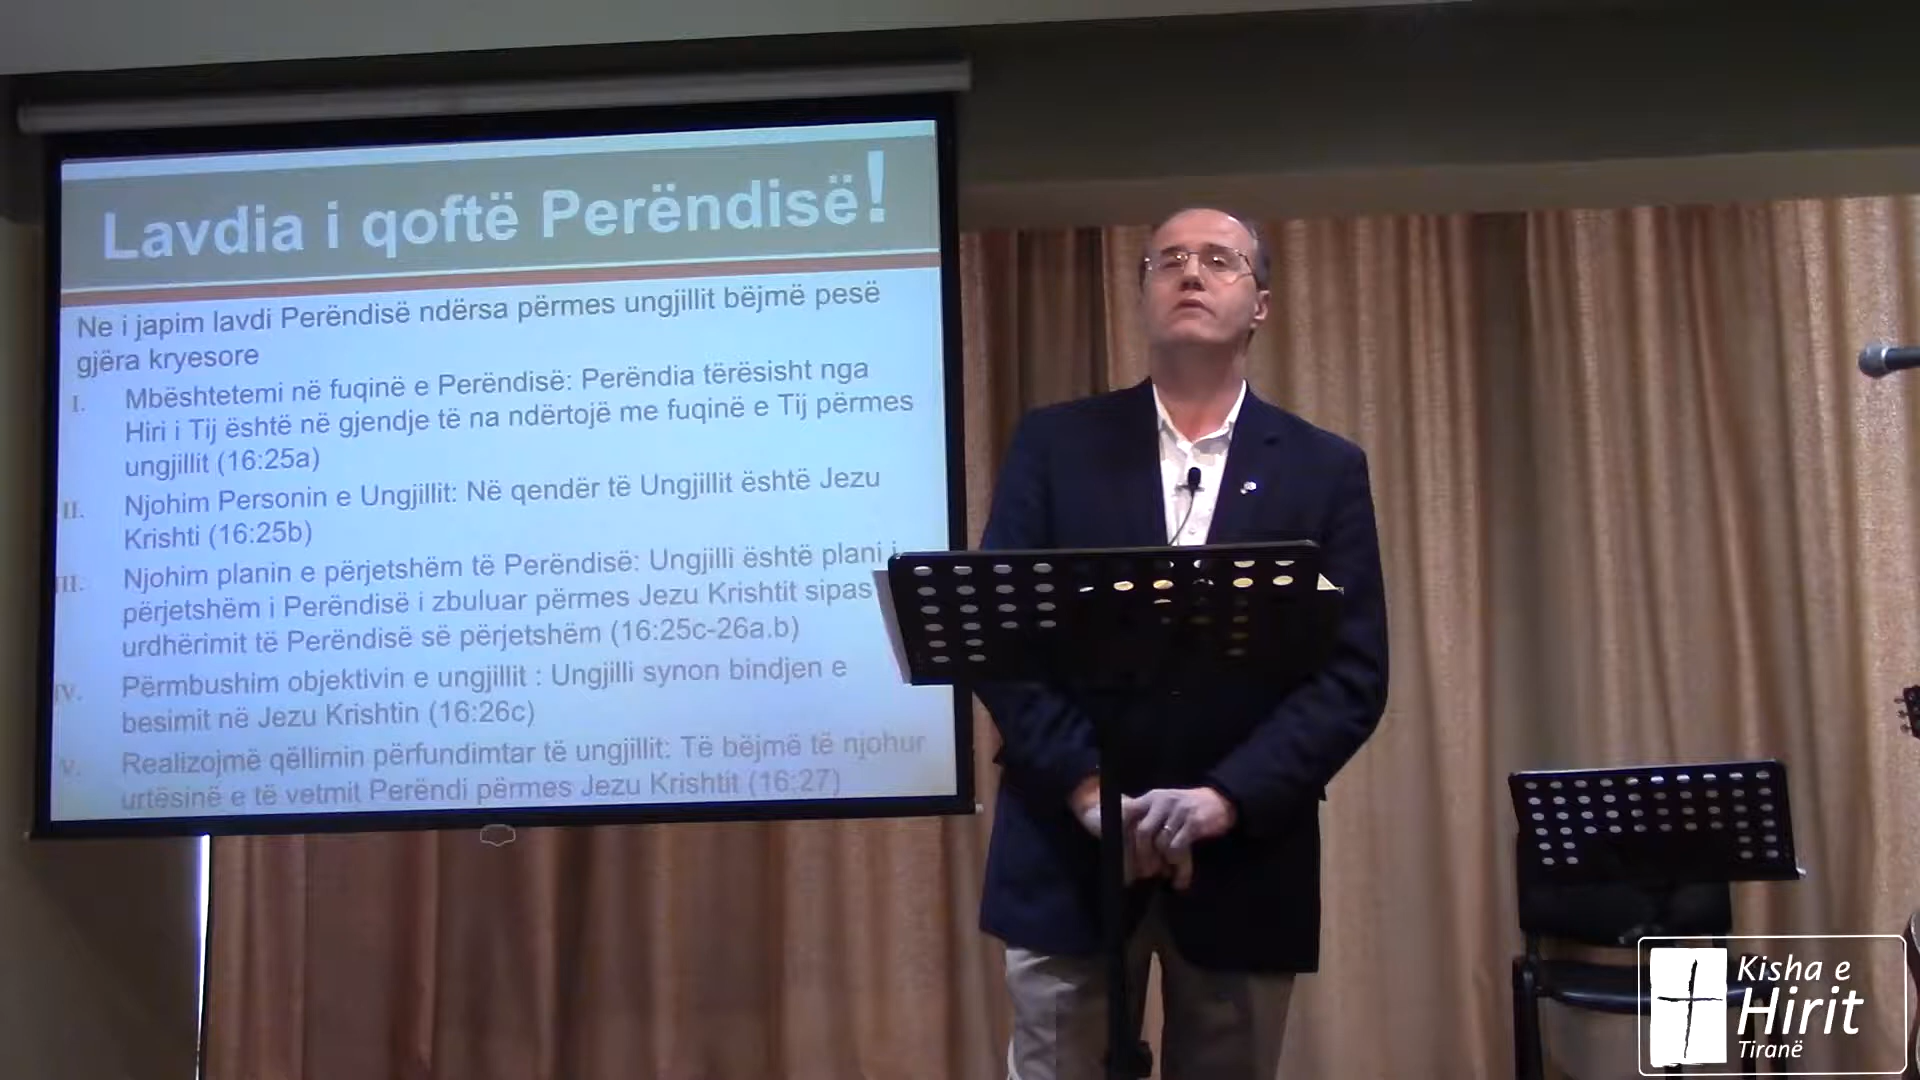 Lavdia i qoftë Perëndisë!
Ne i japim lavdi Perëndisë ndërsa përmes ungjillit bëjmë pesë
gjëra kryesore
I. Mbështetemi në fuqinë e Perëndisë: Perëndia tërësisht nga
Hiri i Tij është në gjendje të na ndërtojë me fuqinë e Tij përmes
ungjillit (16:25a)
II. Njohim Personin e Ungjillit: Në qendër të Ungjillit është Jezu
Krishti (16:25b)
III. Njohim planin e përjetshëm të Perëndisë: Ungjilli është plani i
përjetshëm i Perëndisë i zbuluar përmes Jezu Krishtit sipas
urdhërimit të Perëndisë së përjetshëm (16:25c-26a.b)
IV. Përmbushim objektivin e ungjillit : Ungjilli synon bindjen e
besimit në Jezu Krishtin (16:26c)
V. Realizojmë qëllimin përfundimtar të ungjillit: Të bëjmë të njohur
urtësinë e të vetmit Perëndi përmes Jezu Krishtit (16:27)
Kisha e
Hirit
Tiranë